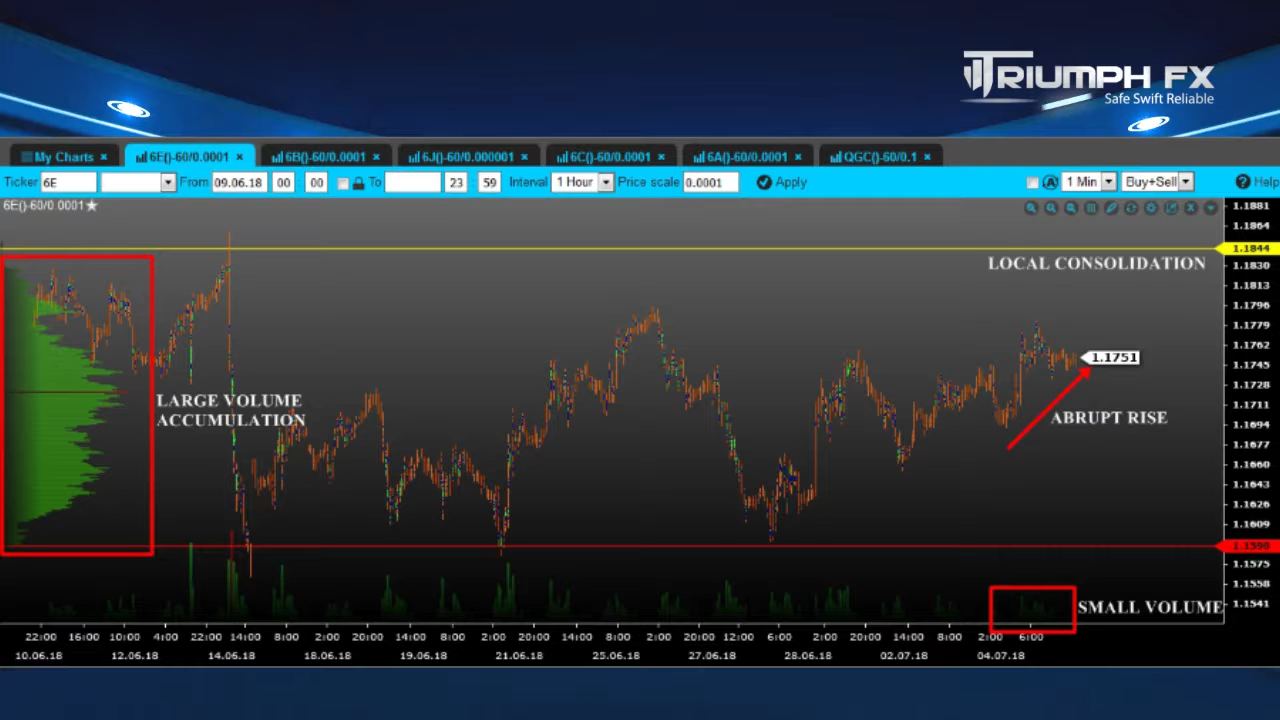 TRIUMPH FX
Safe Swift Reliable
My Charts × 6E()-60/0.0001 × 6B()-60/0.0001 × 6J()-60/0.000001 × 6C()-60/0.0001 × 6A()-60/0.0001 × QGC()-60/0.1 ×
Ticker 6E From 09.06.18 00 : 00 To 23 : 59 Interval 1 Hour Price scale 0.0001 Apply A 1 Min Buy+Sell ? Help
6E()-60/0.0001★
1.1881
1.1864
1.1844
LOCAL CONSOLIDATION
1.1830
1.1813
1.1796
1.1779
1.1762
1.1751
1.1745
1.1728
LARGE VOLUME
ACCUMULATION
1.1711
ABRUPT RISE
1.1694
1.1677
1.1660
1.1643
1.1626
1.1609
1.1590
1.1575
1.1558
1.1541
SMALL VOLUME
22:00 16:00 10:00 4:00 22:00 14:00 8:00 2:00 20:00 14:00 8:00 2:00 20:00 14:00 8:00 2:00 20:00 12:00 6:00 2:00 20:00 14:00 8:00 2:00 6:00
10.06.18 12.06.18 14.06.18 18.06.18 19.06.18 21.06.18 25.06.18 27.06.18 28.06.18 02.07.18 04.07.18